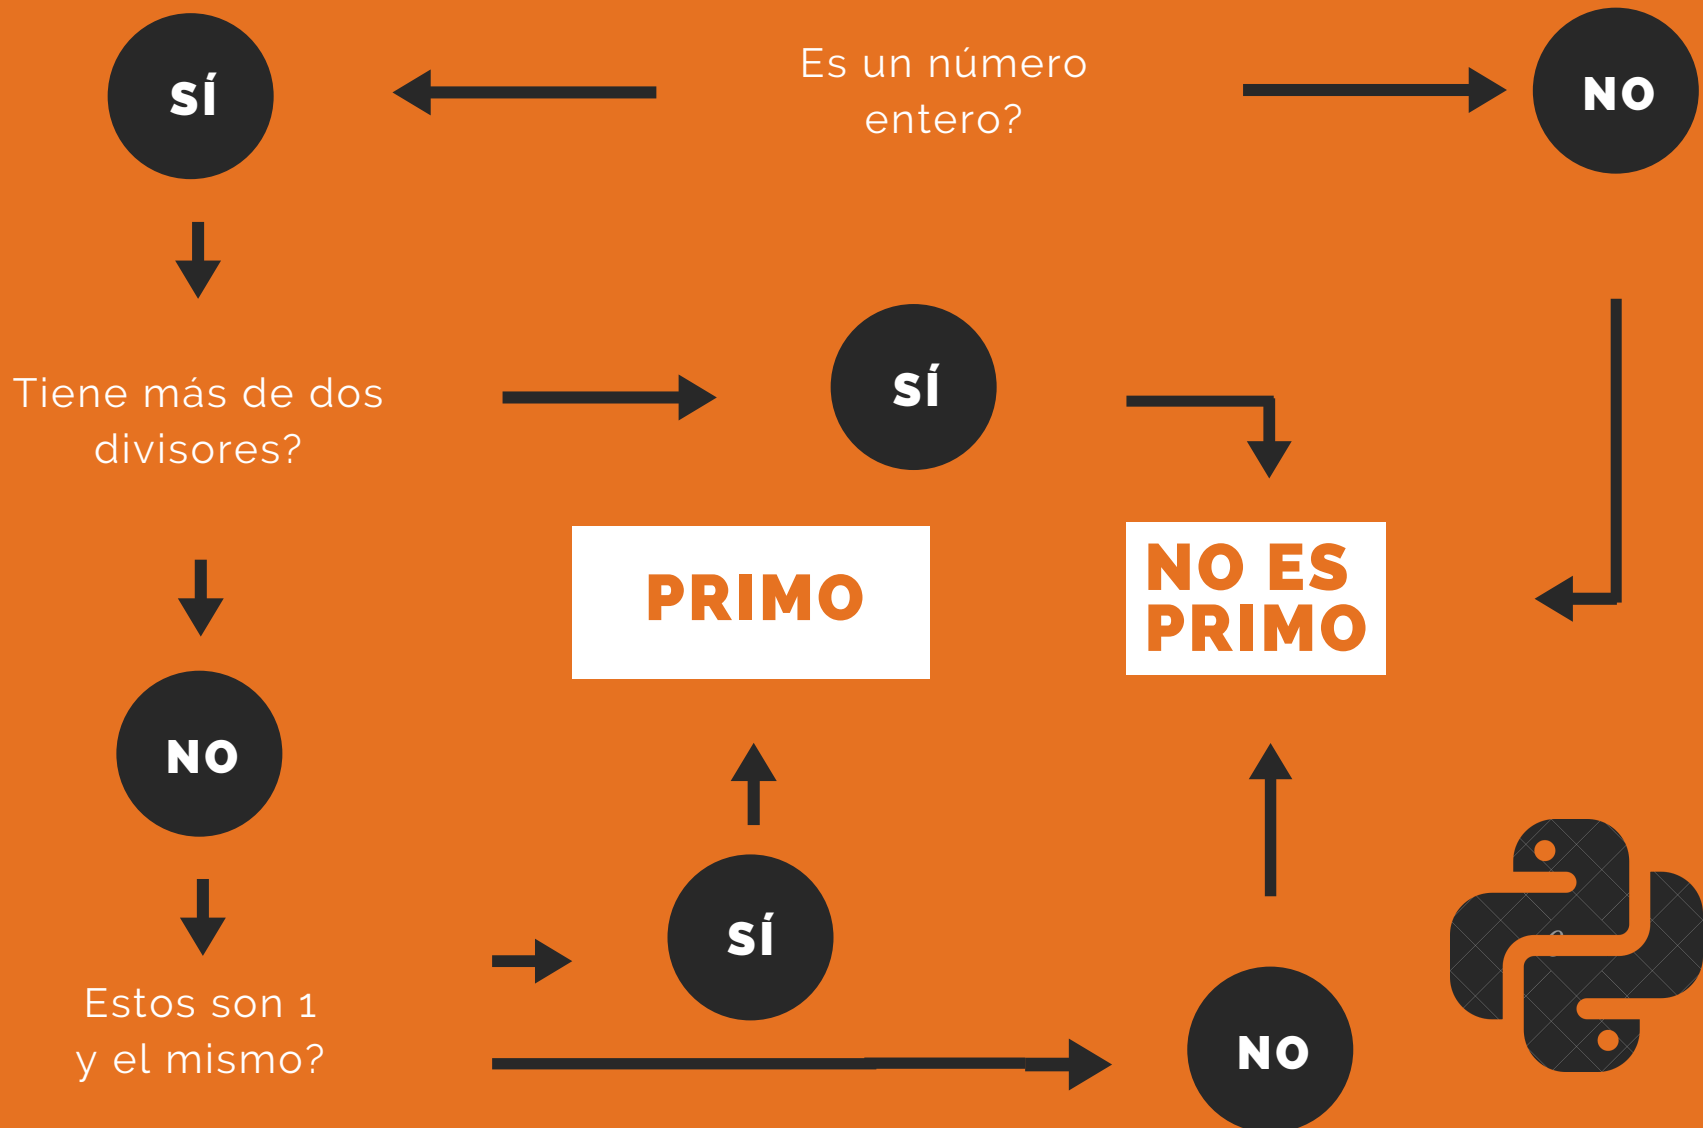 SÍ
Es un número
entero?
NO
Tiene más de dos
divisores?
SÍ
PRIMO
NO ES
PRIMO
NO
SÍ
Estos son 1
y el mismo?
NO